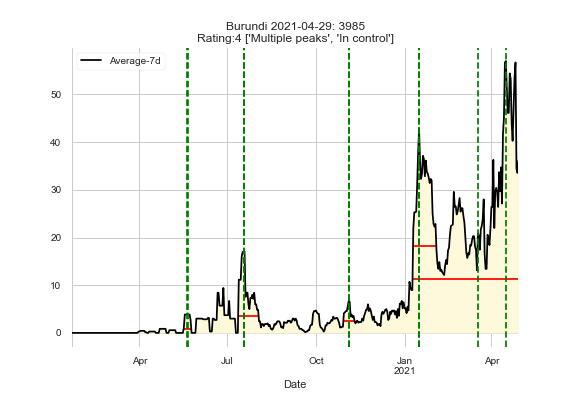 Burundi 2021-04-29: 3985
Rating:4 ['Multiple peaks', 'In control']
Average-7d
50
40
30
20
10
0
Apr
Jul
Oct
Jan
2021
Apr
Date